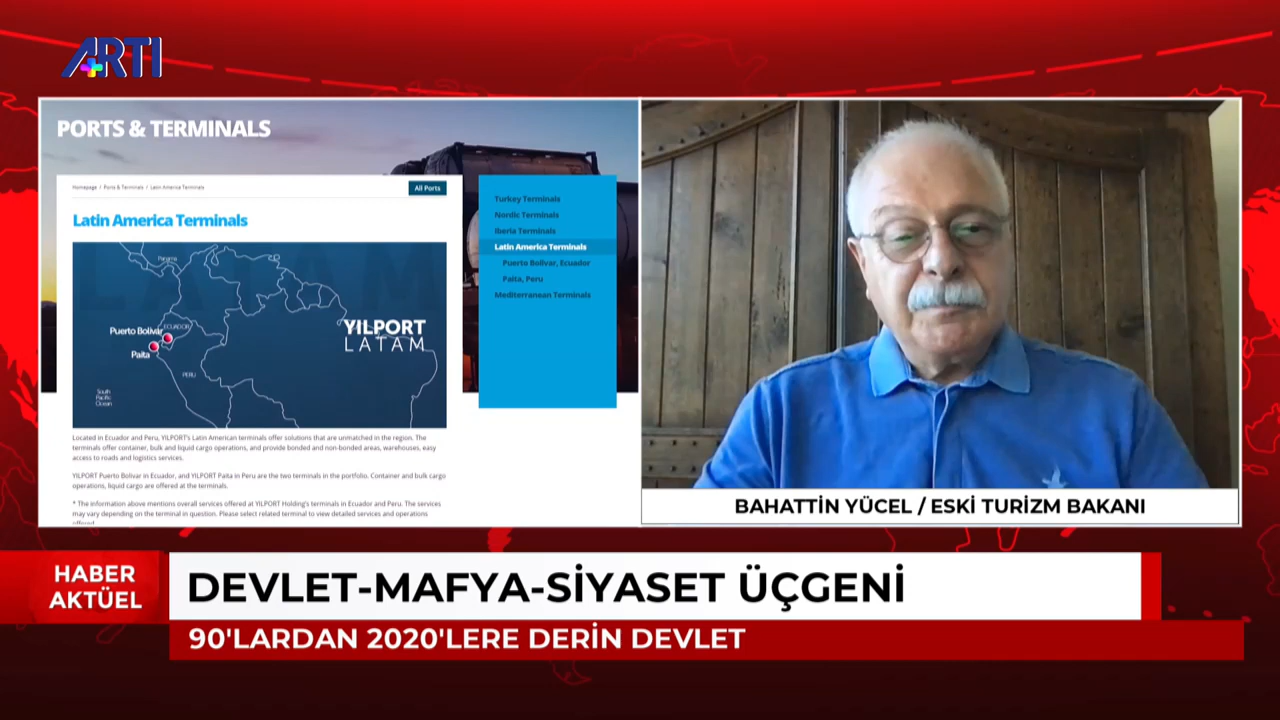 ARTI
PORTS & TERMINALS
Homepage / Ports & Terminals / Latin America Terminals
All Ports
Latin America Terminals
Panama
Puerto Bolivar
ECUADOR
Paita
PERU
South
Pacific
Ocean
YILPORT
LATAM
Located in Ecuador and Peru, YILPORT's Latin American terminals offer solutions that are unmatched in the region. The
terminals offer container, bulk and liquid cargo operations, and provide bonded and non-bonded areas, warehouses, easy
access to roads and logistics services.
YILPORT Puerto Bolivar in Ecuador, and YILPORT Paita in Peru are the two terminals in the portfolio. Container and bulk cargo
operations, liquid cargo are offered at the terminals.
* The information above mentions overall services offered at YILPORT Holding's terminals in Ecuador and Peru. The services
may vary depending on the terminal in question. Please select related terminal to view detailed services and operations
offered.
Turkey Terminals
Nordic Terminals
Iberia Terminals
Latin America Terminals
Puerto Bolivar, Ecuador
Paita, Peru
Mediterranean Terminals
BAHATTİN YÜCEL / ESKİ TURİZM BAKANI
HABER
AKTÜEL
DEVLET-MAFYA-SİYASET ÜÇGENİ
90'LARDAN 2020'LERE DERİN DEVLET